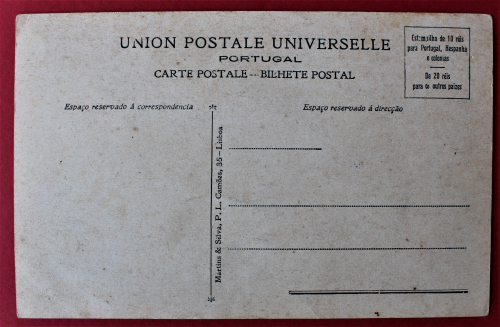 UNION POSTALE UNIVERSELLE
PORTUGAL
CARTE POSTALE--BILHETE POSTAL
Estampilha de 10 réis
para Portugal, Hespanha
e colonias
De 20 réis
para os outros paizes
Espaço reservado á correspondencia
Espaço reservado á direcção
Martins & Silva, P. L. Camões, 35 - Lisboa